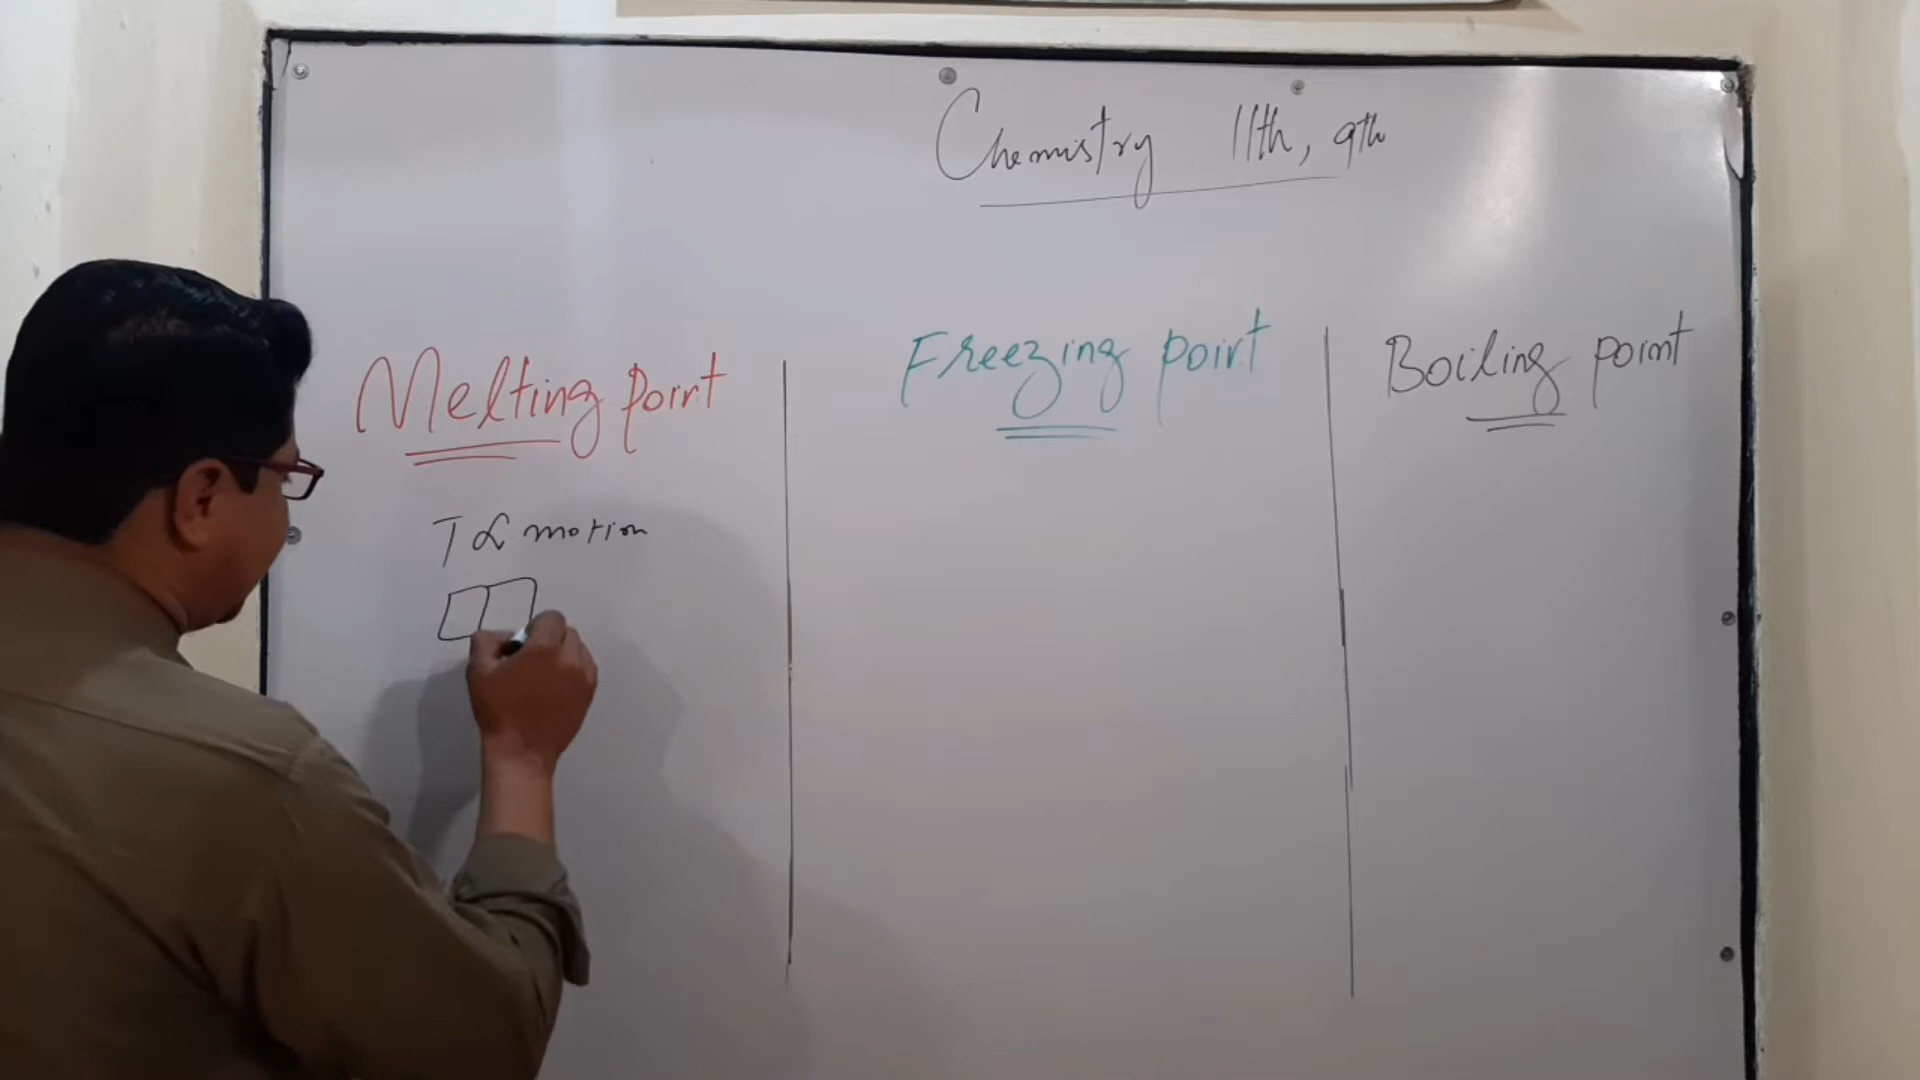 Chemistry 11th, 9th
Melting point
Freezing point
Boiling point
T ∝ motion